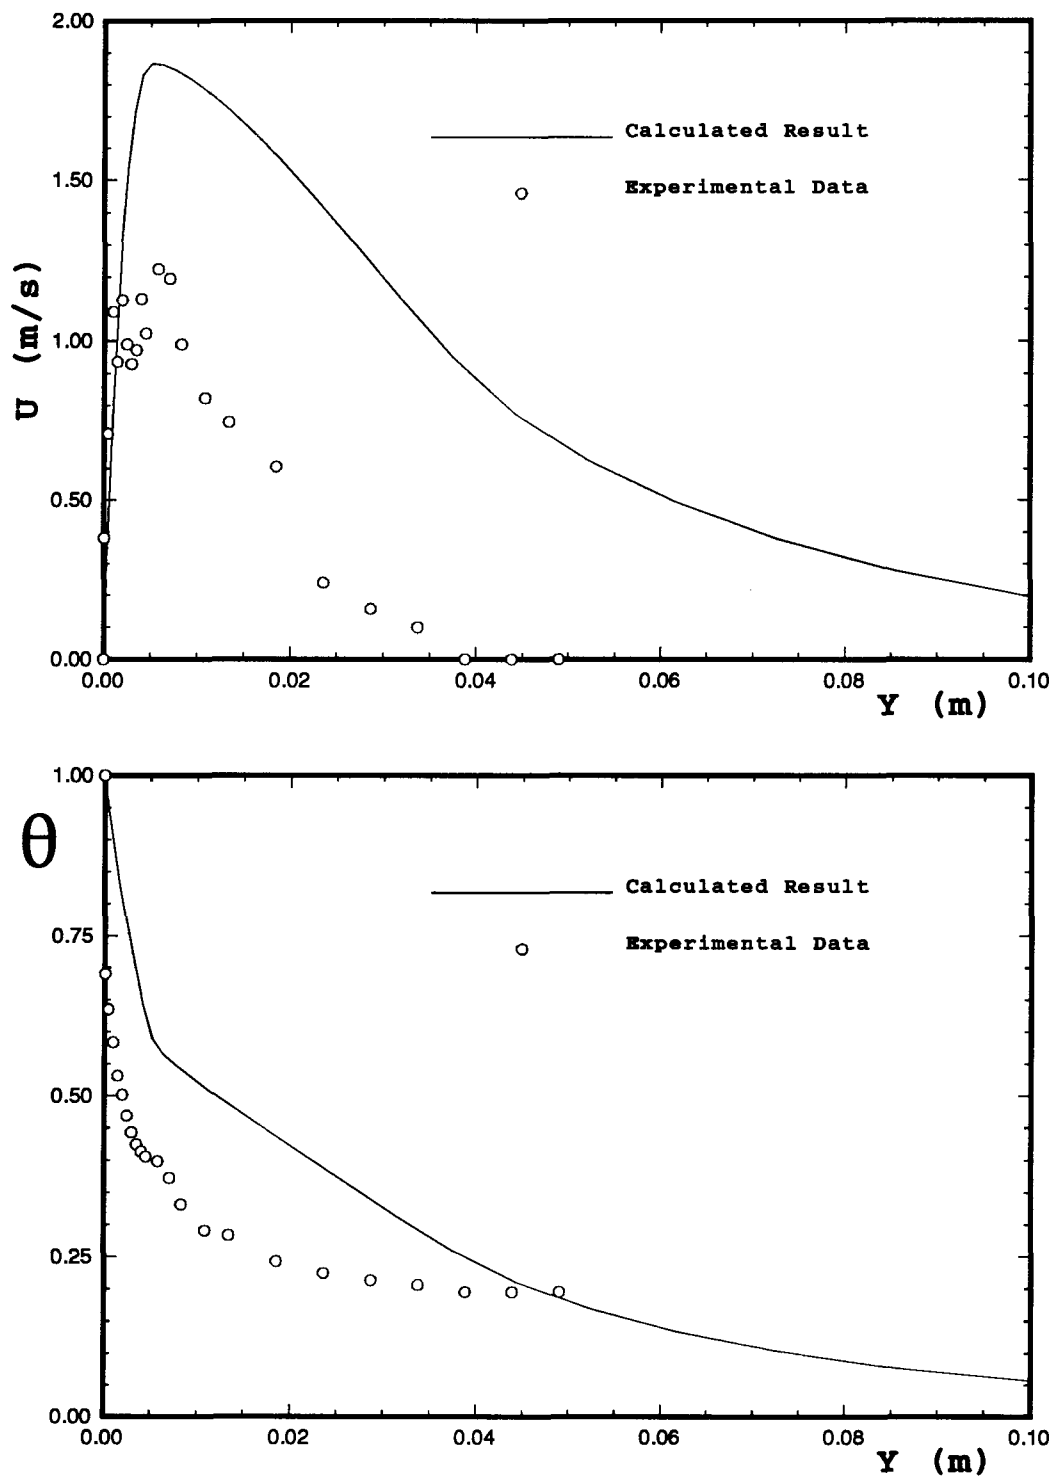 2.00
1.50
1.00
0.50
0.00
U (m/s)
Calculated Result
Experimental Data
0.00 0.02 0.04 0.06 0.08 0.10
Y (m)
1.00
0.75
0.50
0.25
0.00
θ
Calculated Result
Experimental Data
0.00 0.02 0.04 0.06 0.08 0.10
Y (m)